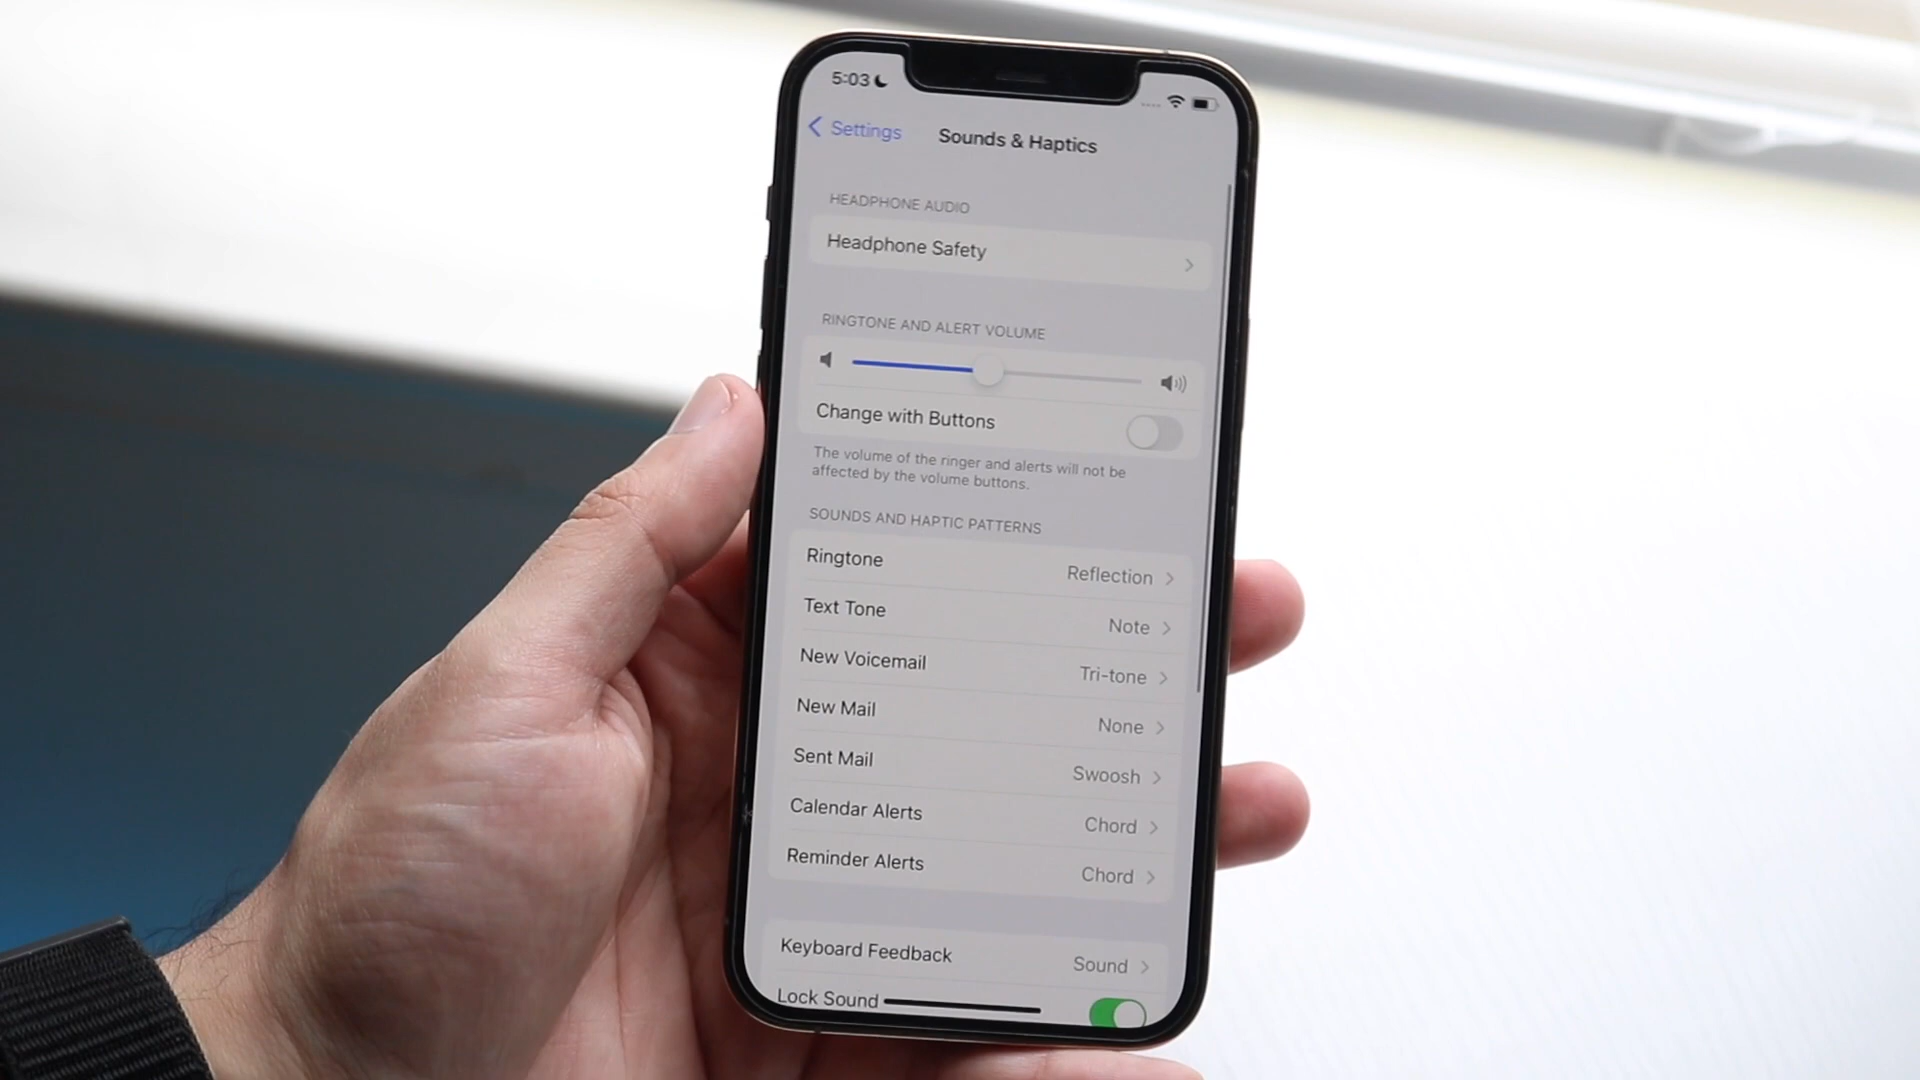 5:03
Settings
Sounds & Haptics
HEADPHONE AUDIO
Headphone Safety
RINGTONE AND ALERT VOLUME
Change with Buttons
The volume of the ringer and alerts will not be
affected by the volume buttons.
SOUNDS AND HAPTIC PATTERNS
Ringtone Reflection
Text Tone Note
New Voicemail Tri-tone
New Mail None
Sent Mail Swoosh
Calendar Alerts Chord
Reminder Alerts Chord
Keyboard Feedback Sound
Lock Sound